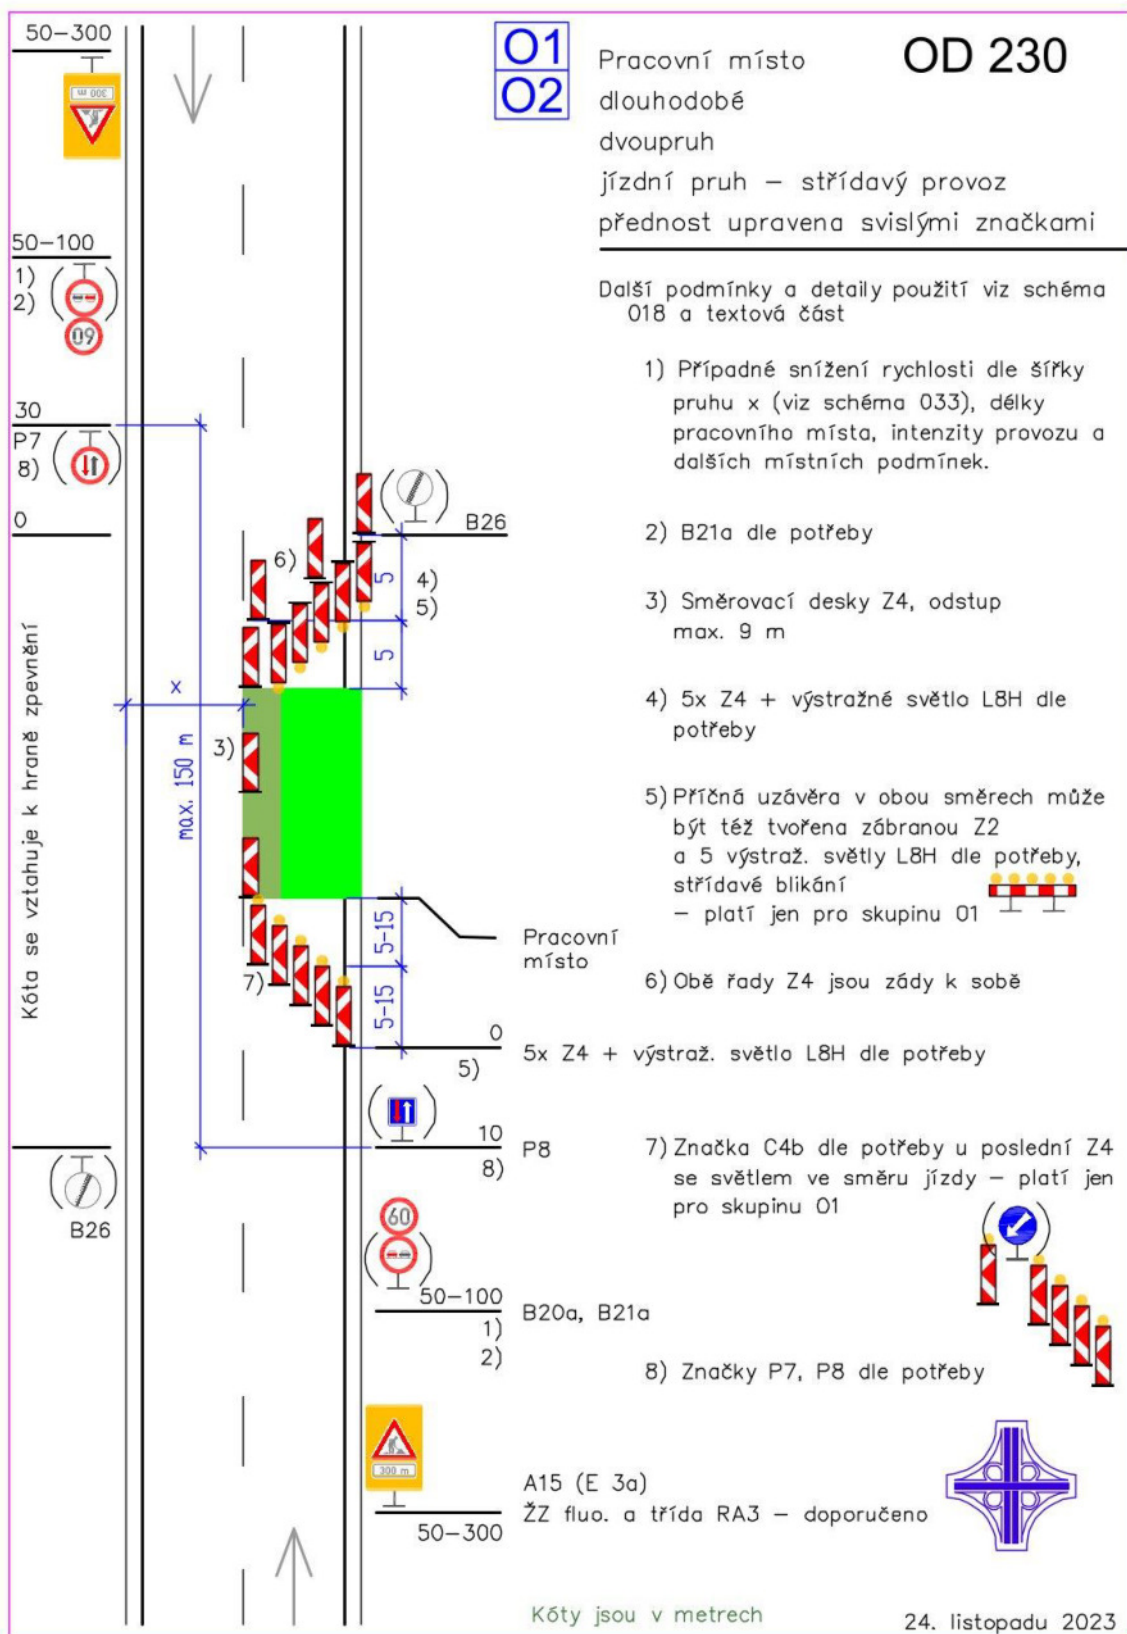 50-300
300 m
50-100
1)
2)
60
30
P7
8)
0
Kóta se vztahuje k hraně zpevnění
x
max. 150 m
3)
6)
7)
B26
O1
O2
Pracovní místo
OD 230
dlouhodobé
dvoupruh
jízdní pruh – střídavý provoz
přednost upravena svislými značkami
Další podmínky a detaily použití viz schéma
018 a textová část
1) Případné snížení rychlosti dle šířky
pruhu x (viz schéma 033), délky
pracovního místa, intenzity provozu a
dalších místních podmínek.
B26
5
4)
5)
5
2) B21a dle potřeby
3) Směrovací desky Z4, odstup
max. 9 m
4) 5x Z4 + výstražné světlo L8H dle
potřeby
5) Příčná uzávěra v obou směrech může
být též tvořena zábranou Z2
a 5 výstraž. světly L8H dle potřeby,
střídavé blikání
– platí jen pro skupinu 01
5-15
5-15
Pracovní
místo
6) Obě řady Z4 jsou zády k sobě
0
5)
5x Z4 + výstraž. světlo L8H dle potřeby
10
P8
8)
7) Značka C4b dle potřeby u poslední Z4
se světlem ve směru jízdy – platí jen
pro skupinu 01
60
50-100
B20a, B21a
1)
2)
8) Značky P7, P8 dle potřeby
300 m
A15 (E 3a)
ŽZ fluo. a třída RA3 – doporučeno
50-300
Kóty jsou v metrech
24. listopadu 2023